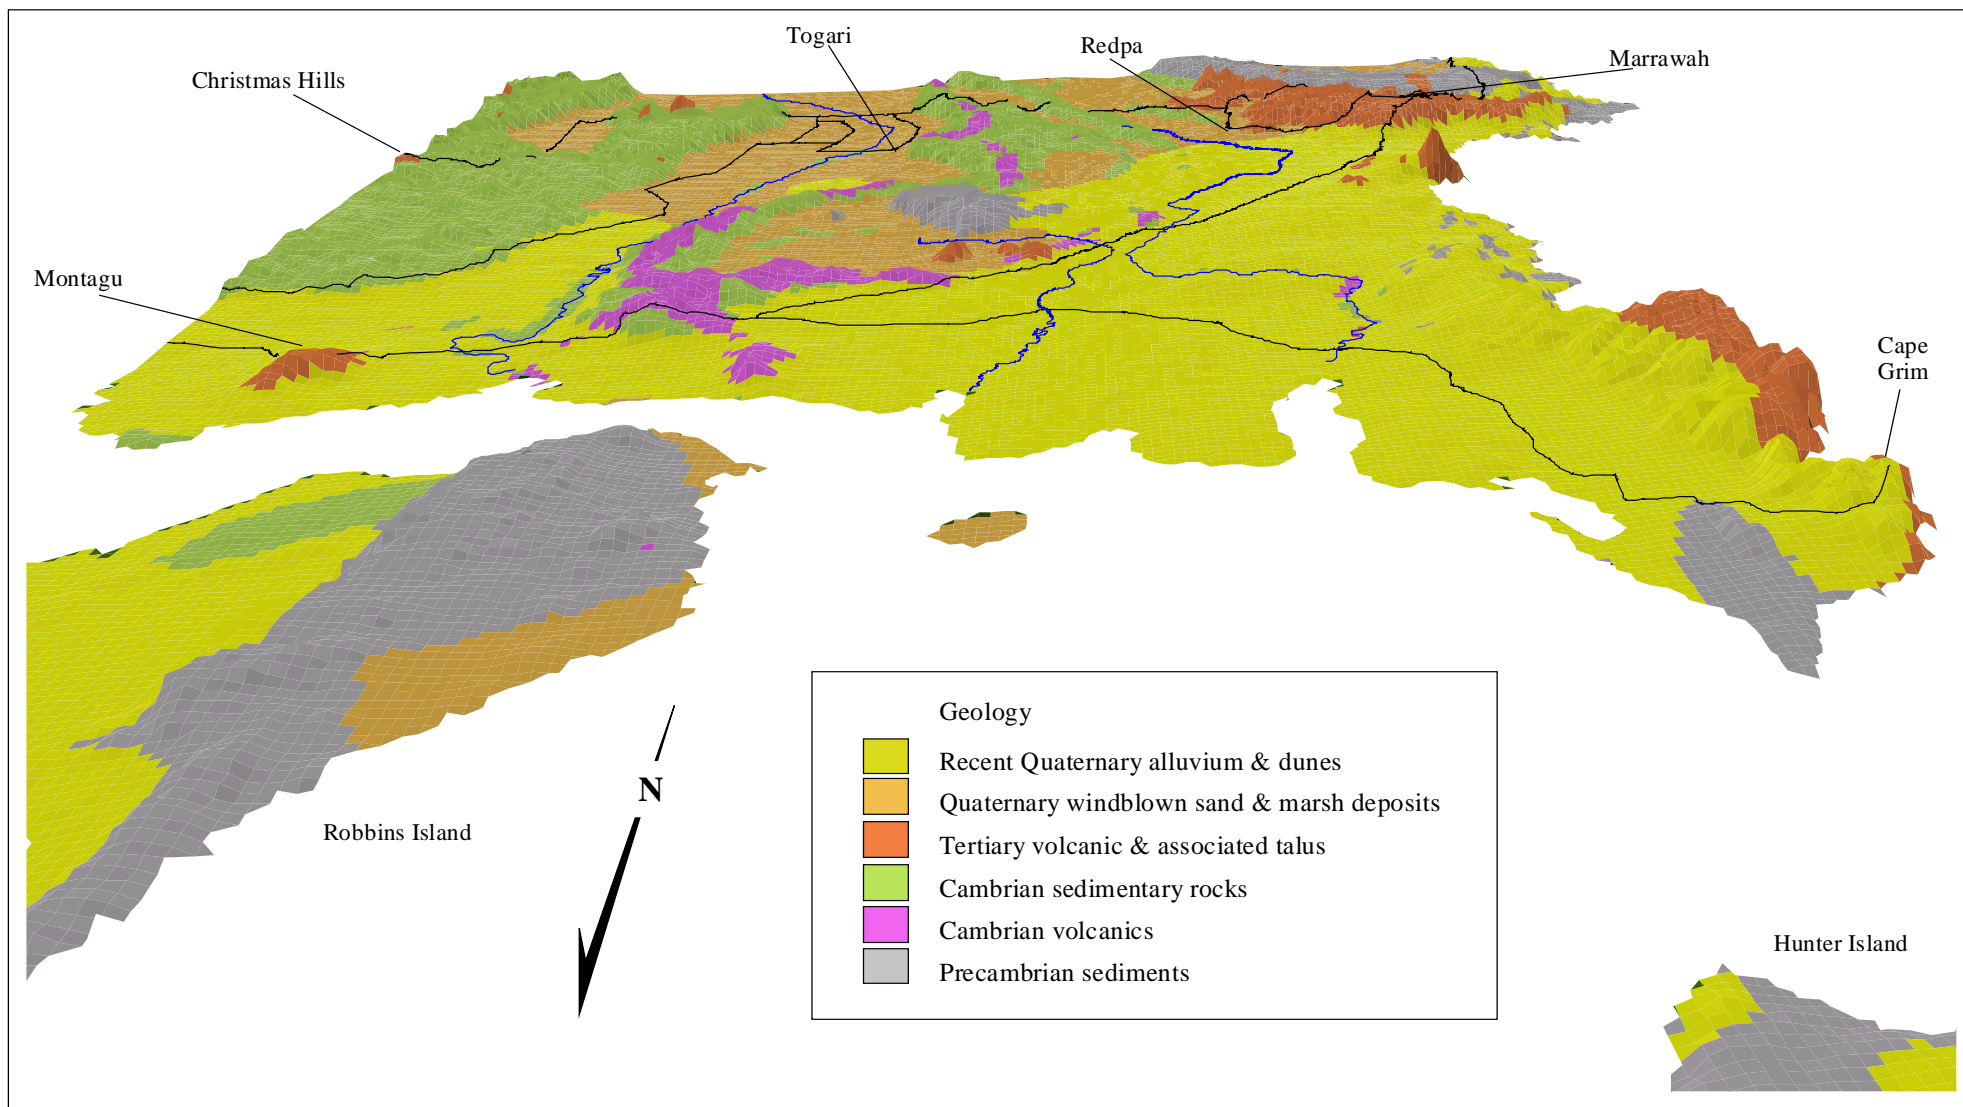 Togari
Redpa
Marrawah
Christmas Hills
Montagu
Cape
Grim
Geology
Recent Quaternary alluvium & dunes
Quaternary windblown sand & marsh deposits
Tertiary volcanic & associated talus
Cambrian sedimentary rocks
Cambrian volcanics
Precambrian sediments
N
Robbins Island
Hunter Island